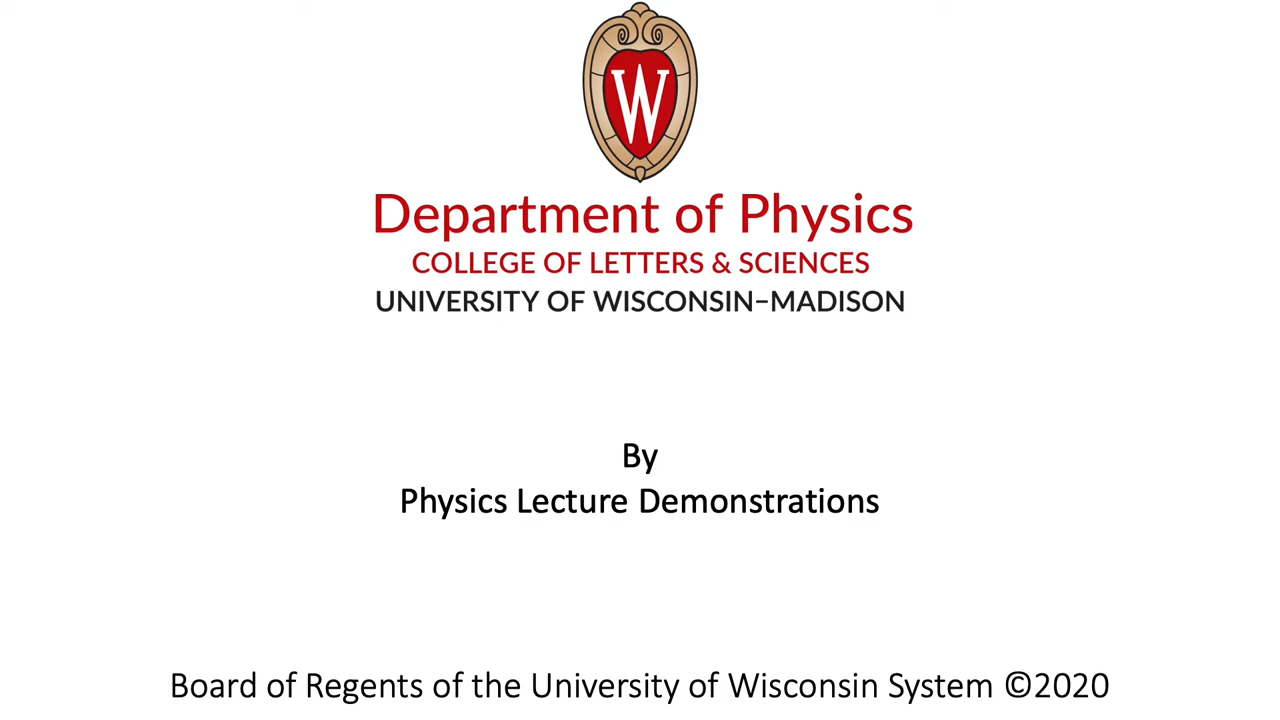 W
Department of Physics
COLLEGE OF LETTERS & SCIENCES
UNIVERSITY OF WISCONSIN–MADISON
By
Physics Lecture Demonstrations
Board of Regents of the University of Wisconsin System ©2020